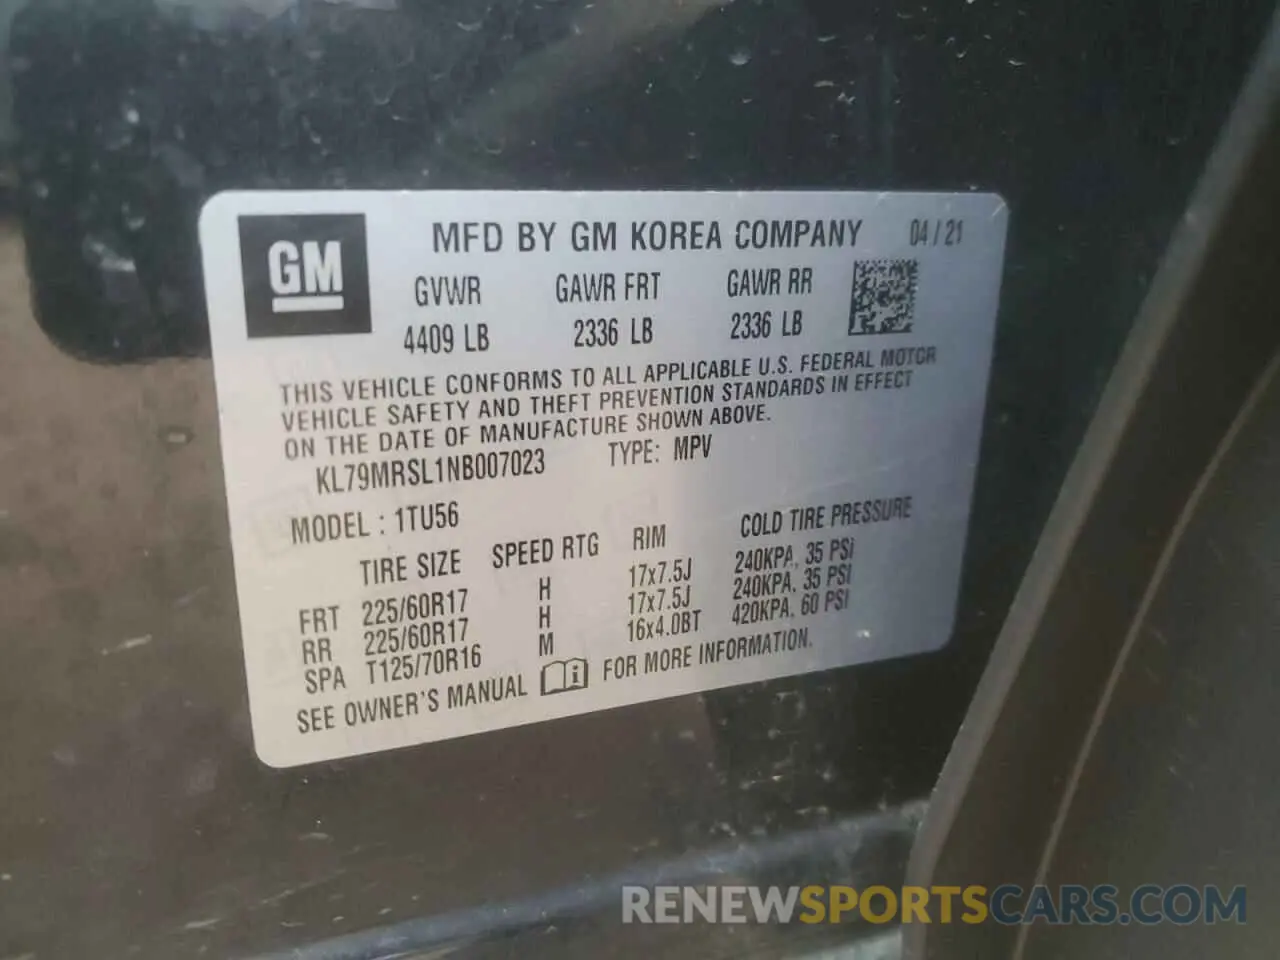 GM
MFD BY GM KOREA COMPANY 04 / 21
GVWR GAWR FRT GAWR RR
4409 LB 2336 LB 2336 LB
THIS VEHICLE CONFORMS TO ALL APPLICABLE U.S. FEDERAL MOTOR
VEHICLE SAFETY AND THEFT PREVENTION STANDARDS IN EFFECT
ON THE DATE OF MANUFACTURE SHOWN ABOVE.
KL79MRSL1NB007023 TYPE: MPV
MODEL : 1TU56
TIRE SIZE SPEED RTG RIM COLD TIRE PRESSURE
FRT 225/60R17 H 17x7.5J 240KPA, 35 PSI
RR 225/60R17 H 17x7.5J 240KPA, 35 PSI
SPA T125/70R16 M 16x4.0BT 420KPA, 60 PSI
SEE OWNER'S MANUAL i FOR MORE INFORMATION.
RENEWSPORTSCARS.COM